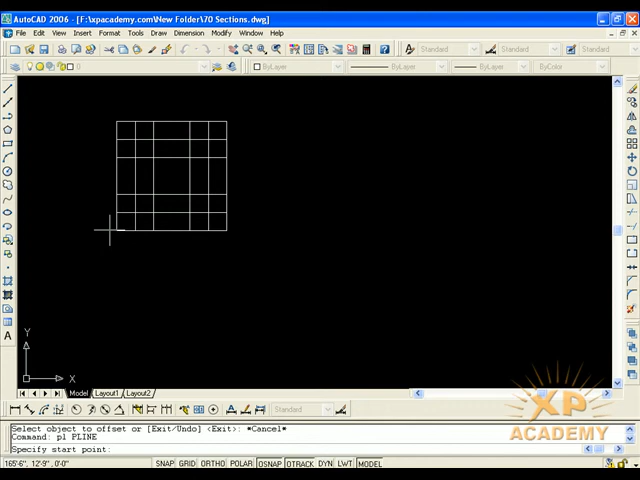 AutoCAD 2006 - [F:\xpacademy.com\New Folder\70 Sections.dwg]
File Edit View Insert Format Tools Draw Dimension Modify Window Help
Standard Standard Standard
0 ByLayer ByLayer ByLayer ByColor
Y
X
Model Layout1 Layout2
Standard
Select object to offset or [Exit/Undo] <Exit>: *Cancel*
Command: pl PLINE
Specify start point:
165'-6", 12'-9", 0'-0" SNAP GRID ORTHO POLAR OSNAP OTRACK DYN LWT MODEL
XP
ACADEMY